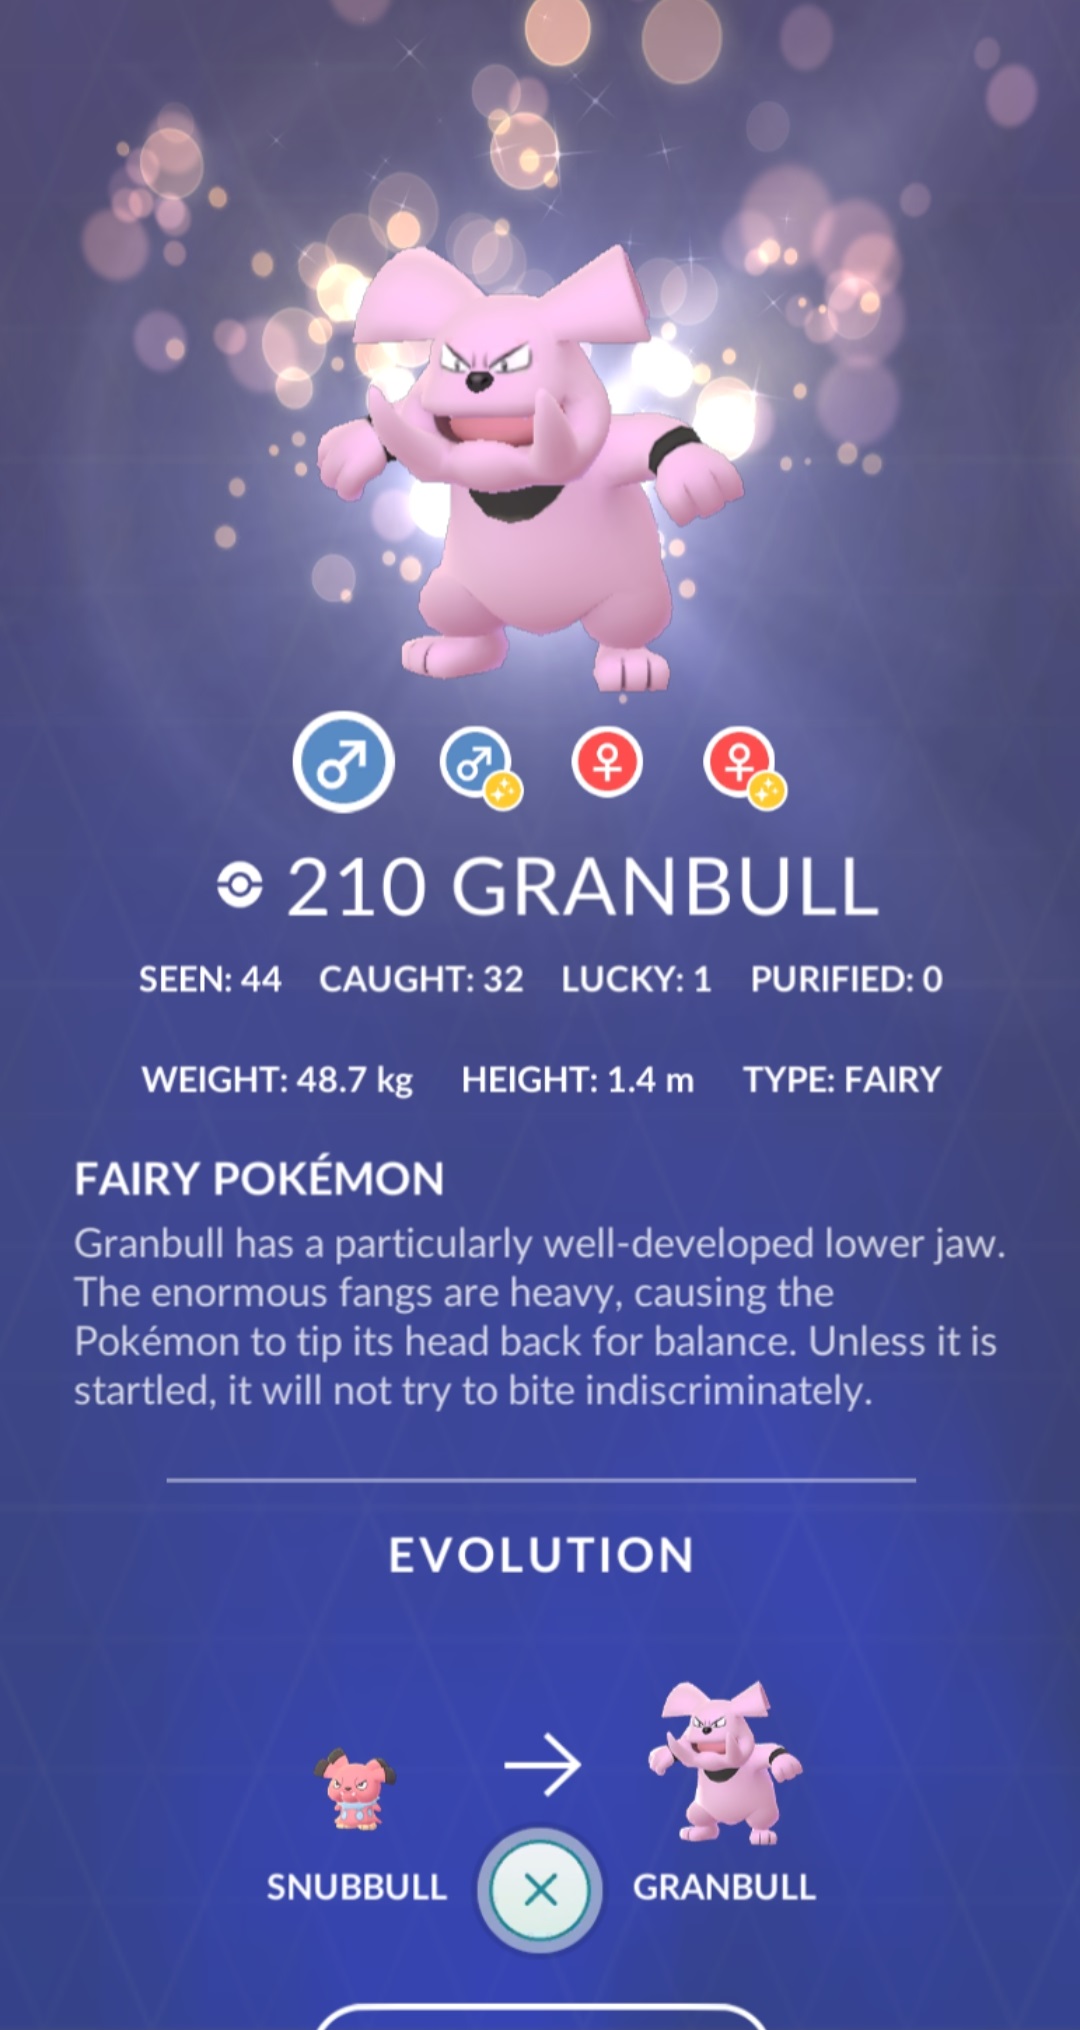 210 GRANBULL
SEEN: 44 CAUGHT: 32 LUCKY: 1 PURIFIED: 0
WEIGHT: 48.7 kg HEIGHT: 1.4 m TYPE: FAIRY
FAIRY POKÉMON
Granbull has a particularly well-developed lower jaw.
The enormous fangs are heavy, causing the
Pokémon to tip its head back for balance. Unless it is
startled, it will not try to bite indiscriminately.
EVOLUTION
SNUBBULL GRANBULL